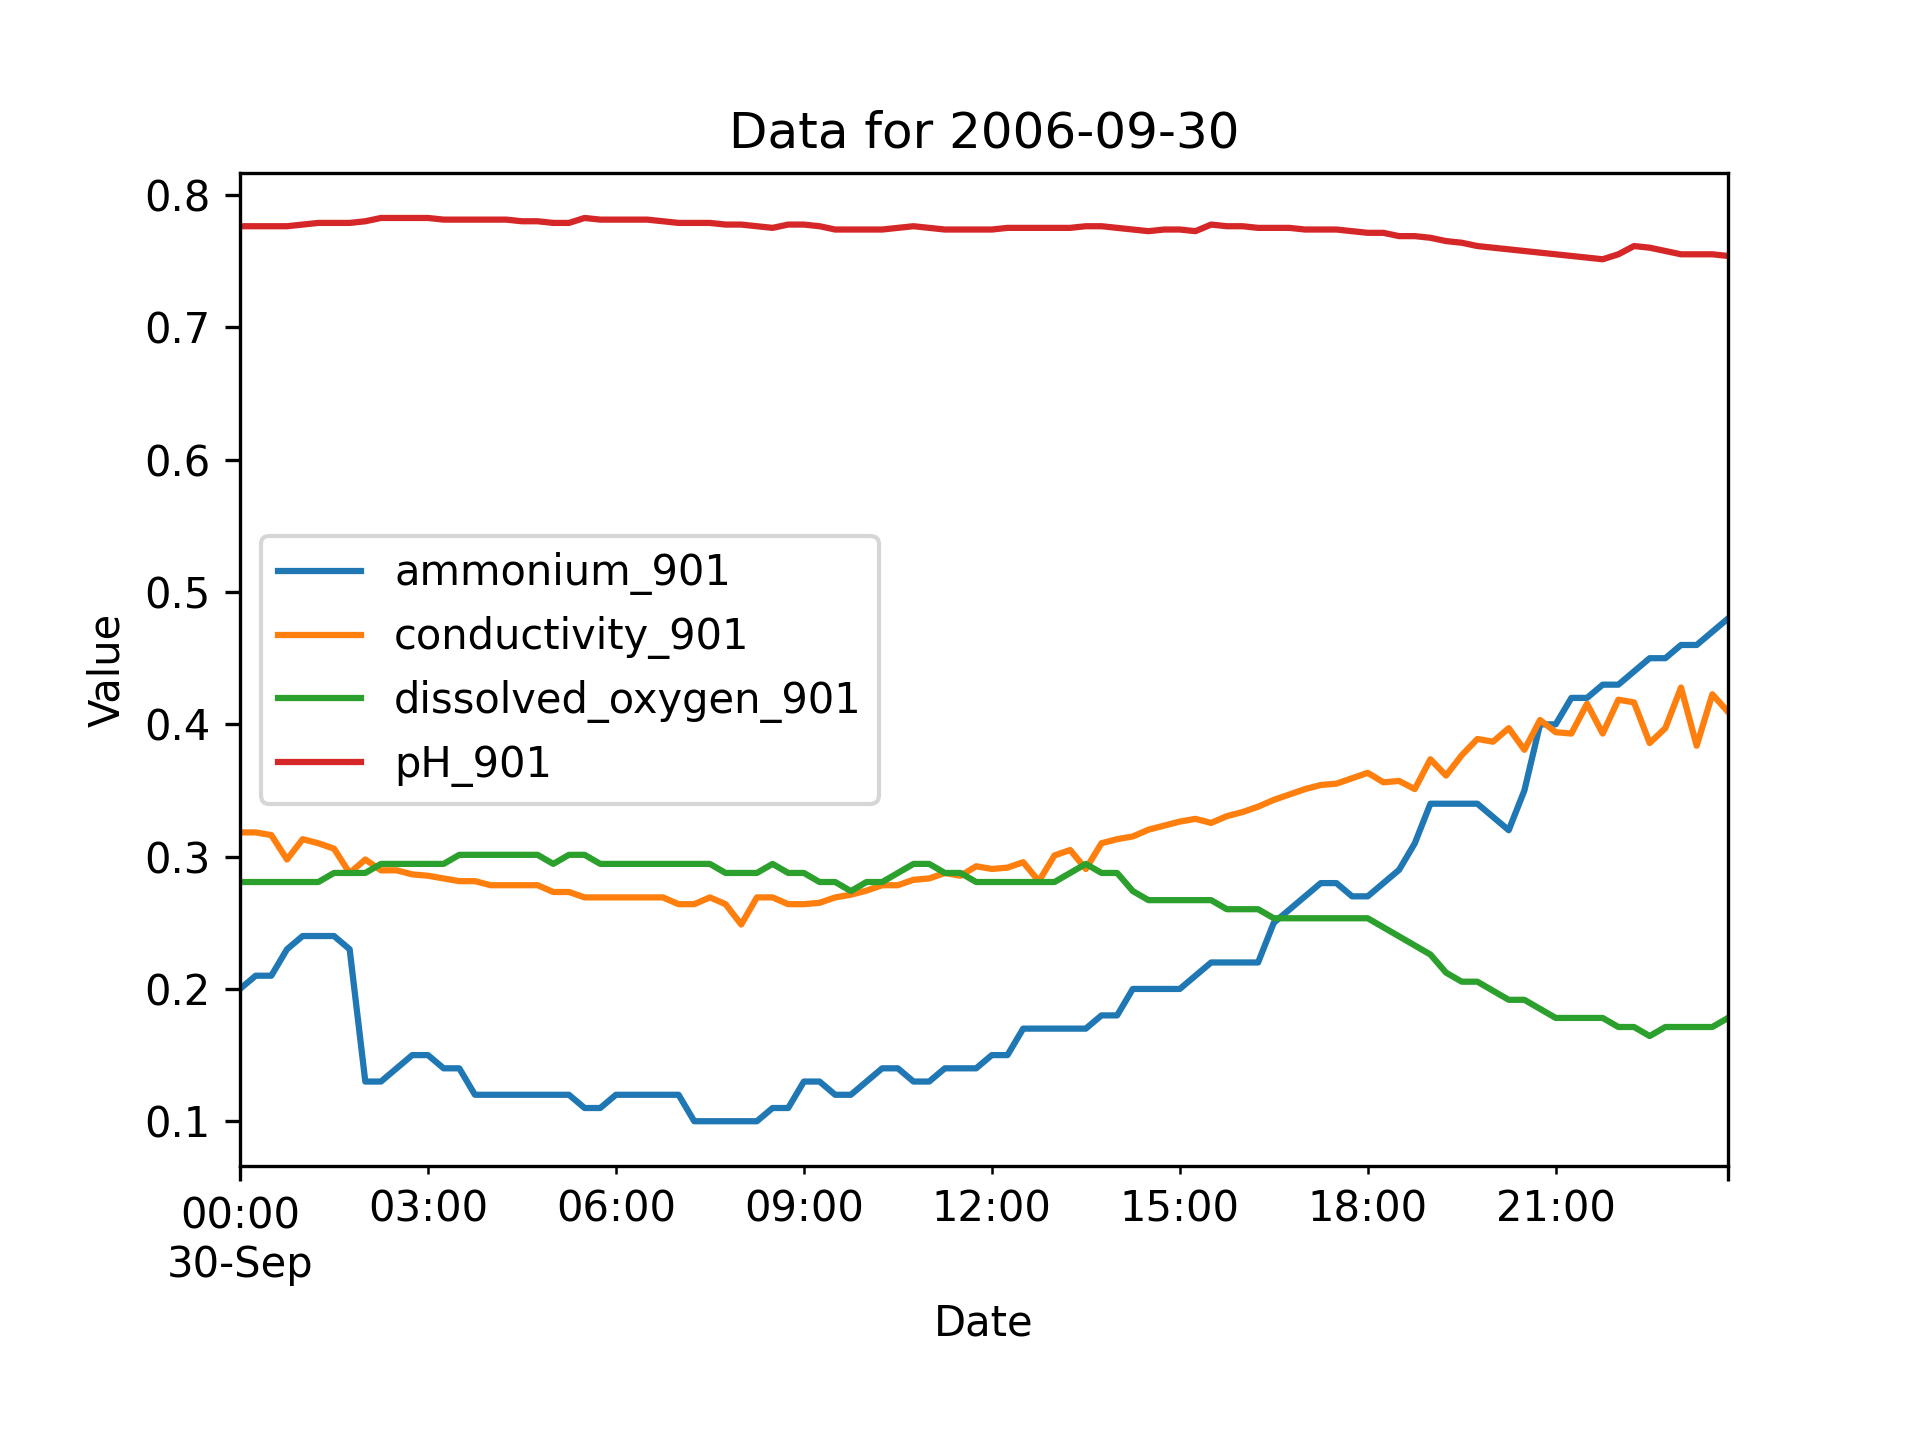 Data for 2006-09-30
0.8
0.7
0.6
0.5
0.4
0.3
0.2
0.1
Value
ammonium_901
conductivity_901
dissolved_oxygen_901
pH_901
00:00 03:00 06:00 09:00 12:00 15:00 18:00 21:00
30-Sep
Date